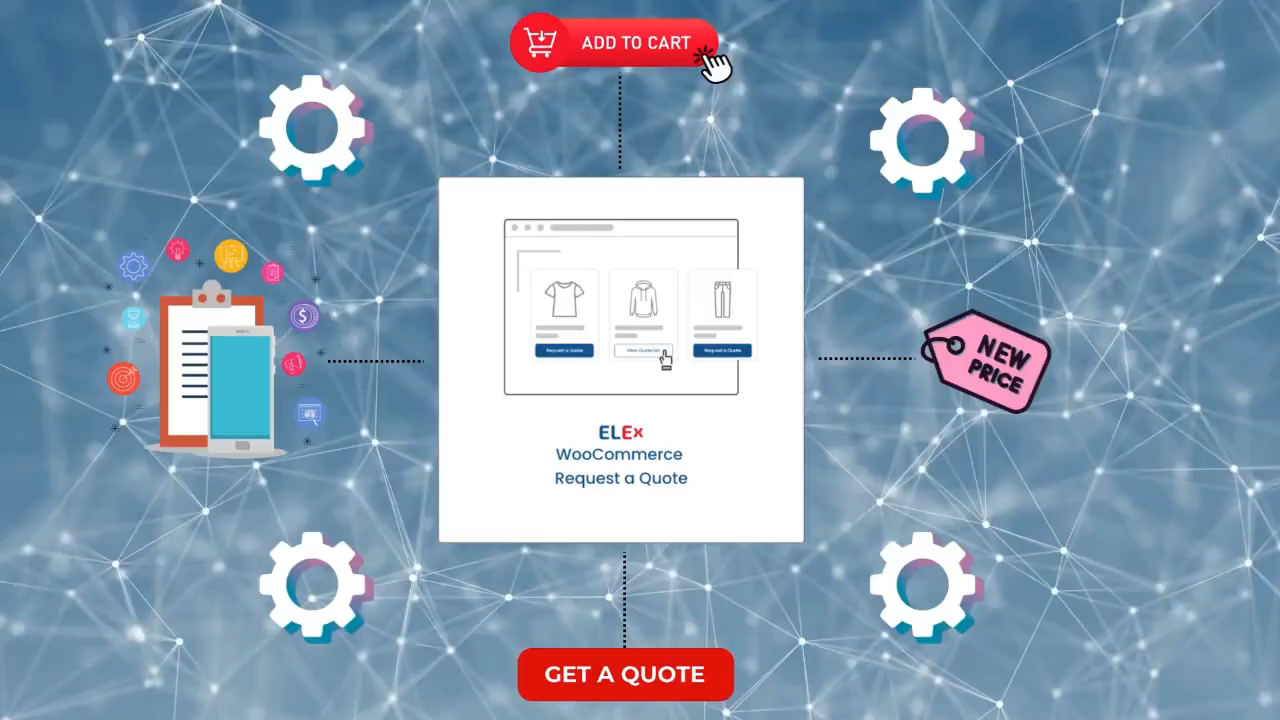 ADD TO CART
Request a Quote
View Quote List
Request a Quote
NEW
PRICE
ELEX
WooCommerce
Request a Quote
GET A QUOTE